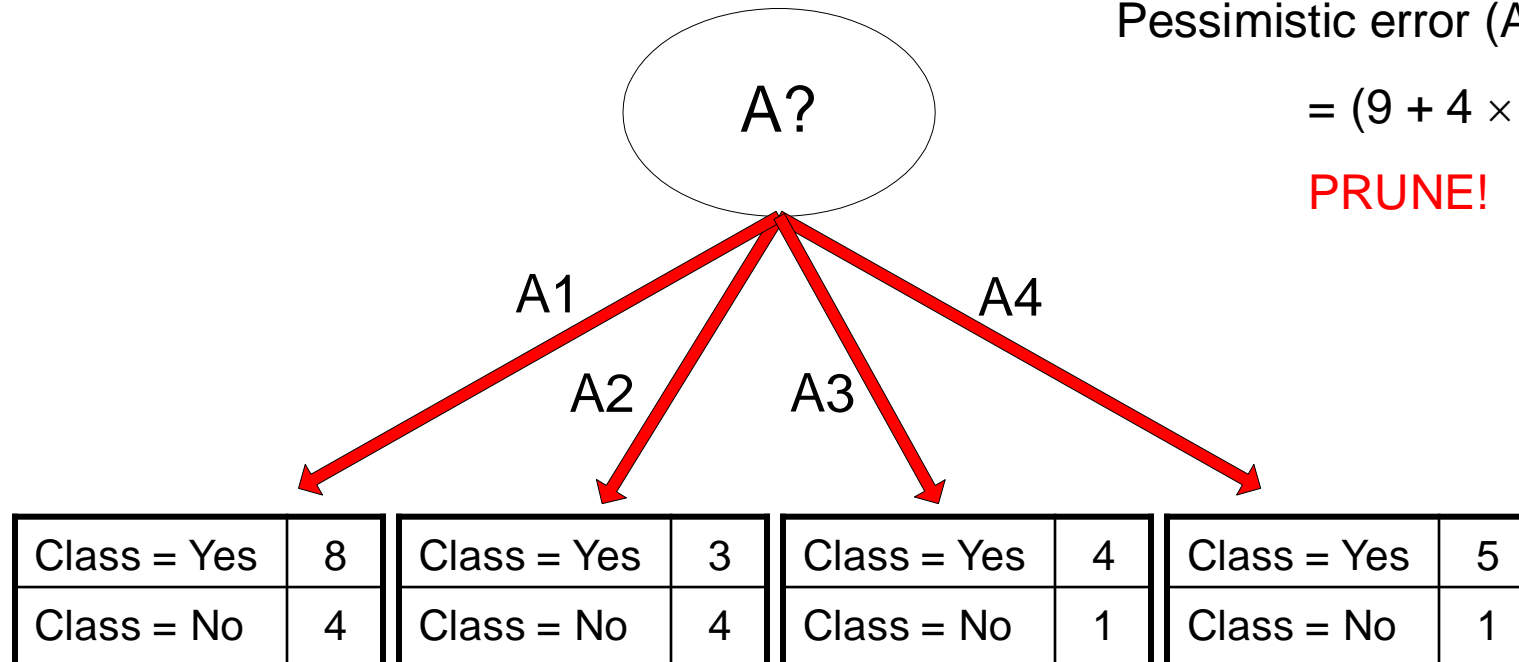 Pessimistic error (A
A?
= (9 + 4 ×
PRUNE!
A1
A4
A2
A3
Class = Yes 8 Class = Yes 3 Class = Yes 4 Class = Yes 5
Class = No 4 Class = No 4 Class = No 1 Class = No 1